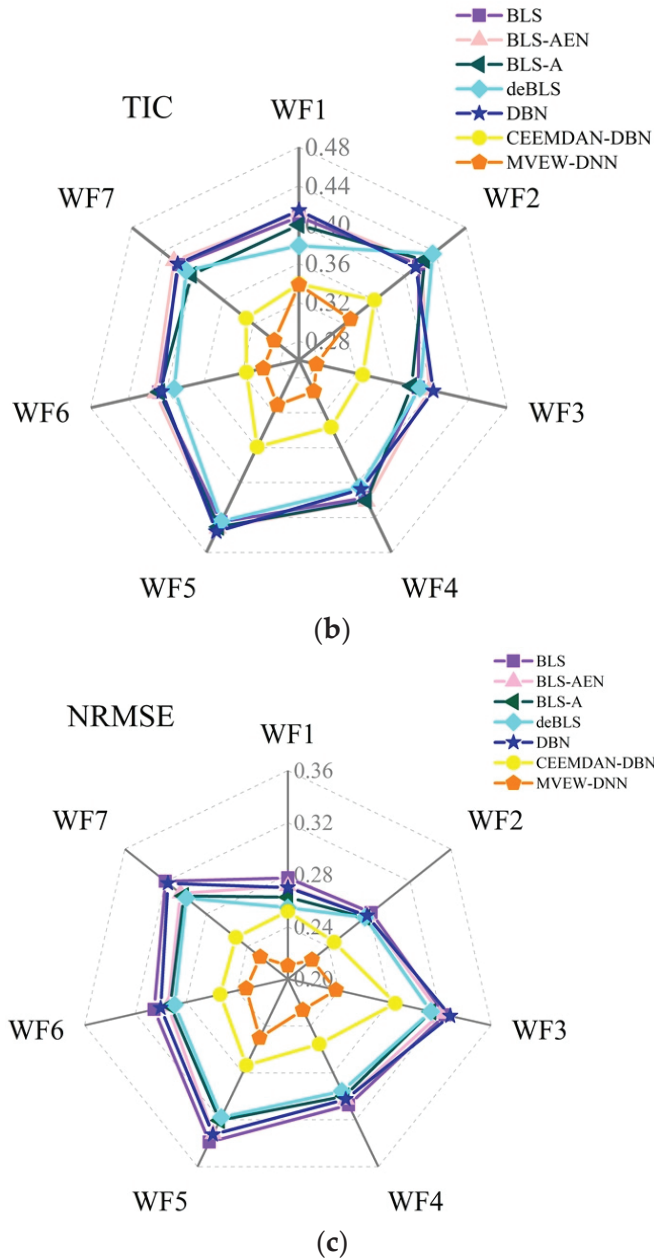 BLS
BLS-AEN
BLS-A
deBLS
DBN
CEEMDAN-DBN
MVEW-DNN
TIC
WF1
0.48
0.44
0.40
0.36
0.32
0.28
WF2
WF3
WF4
WF5
WF6
WF7
(b)
BLS
BLS-AEN
BLS-A
deBLS
DBN
CEEMDAN-DBN
MVEW-DNN
NRMSE
WF1
0.36
0.32
0.28
0.24
0.20
WF2
WF3
WF4
WF5
WF6
WF7
(c)